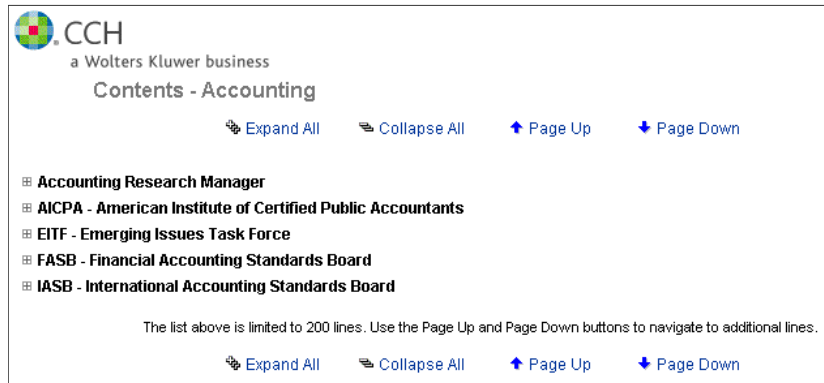 CCH
a Wolters Kluwer business
Contents - Accounting
Expand All Collapse All Page Up Page Down
Accounting Research Manager
AICPA - American Institute of Certified Public Accountants
EITF - Emerging Issues Task Force
FASB - Financial Accounting Standards Board
IASB - International Accounting Standards Board
The list above is limited to 200 lines. Use the Page Up and Page Down buttons to navigate to additional lines.
Expand All Collapse All Page Up Page Down